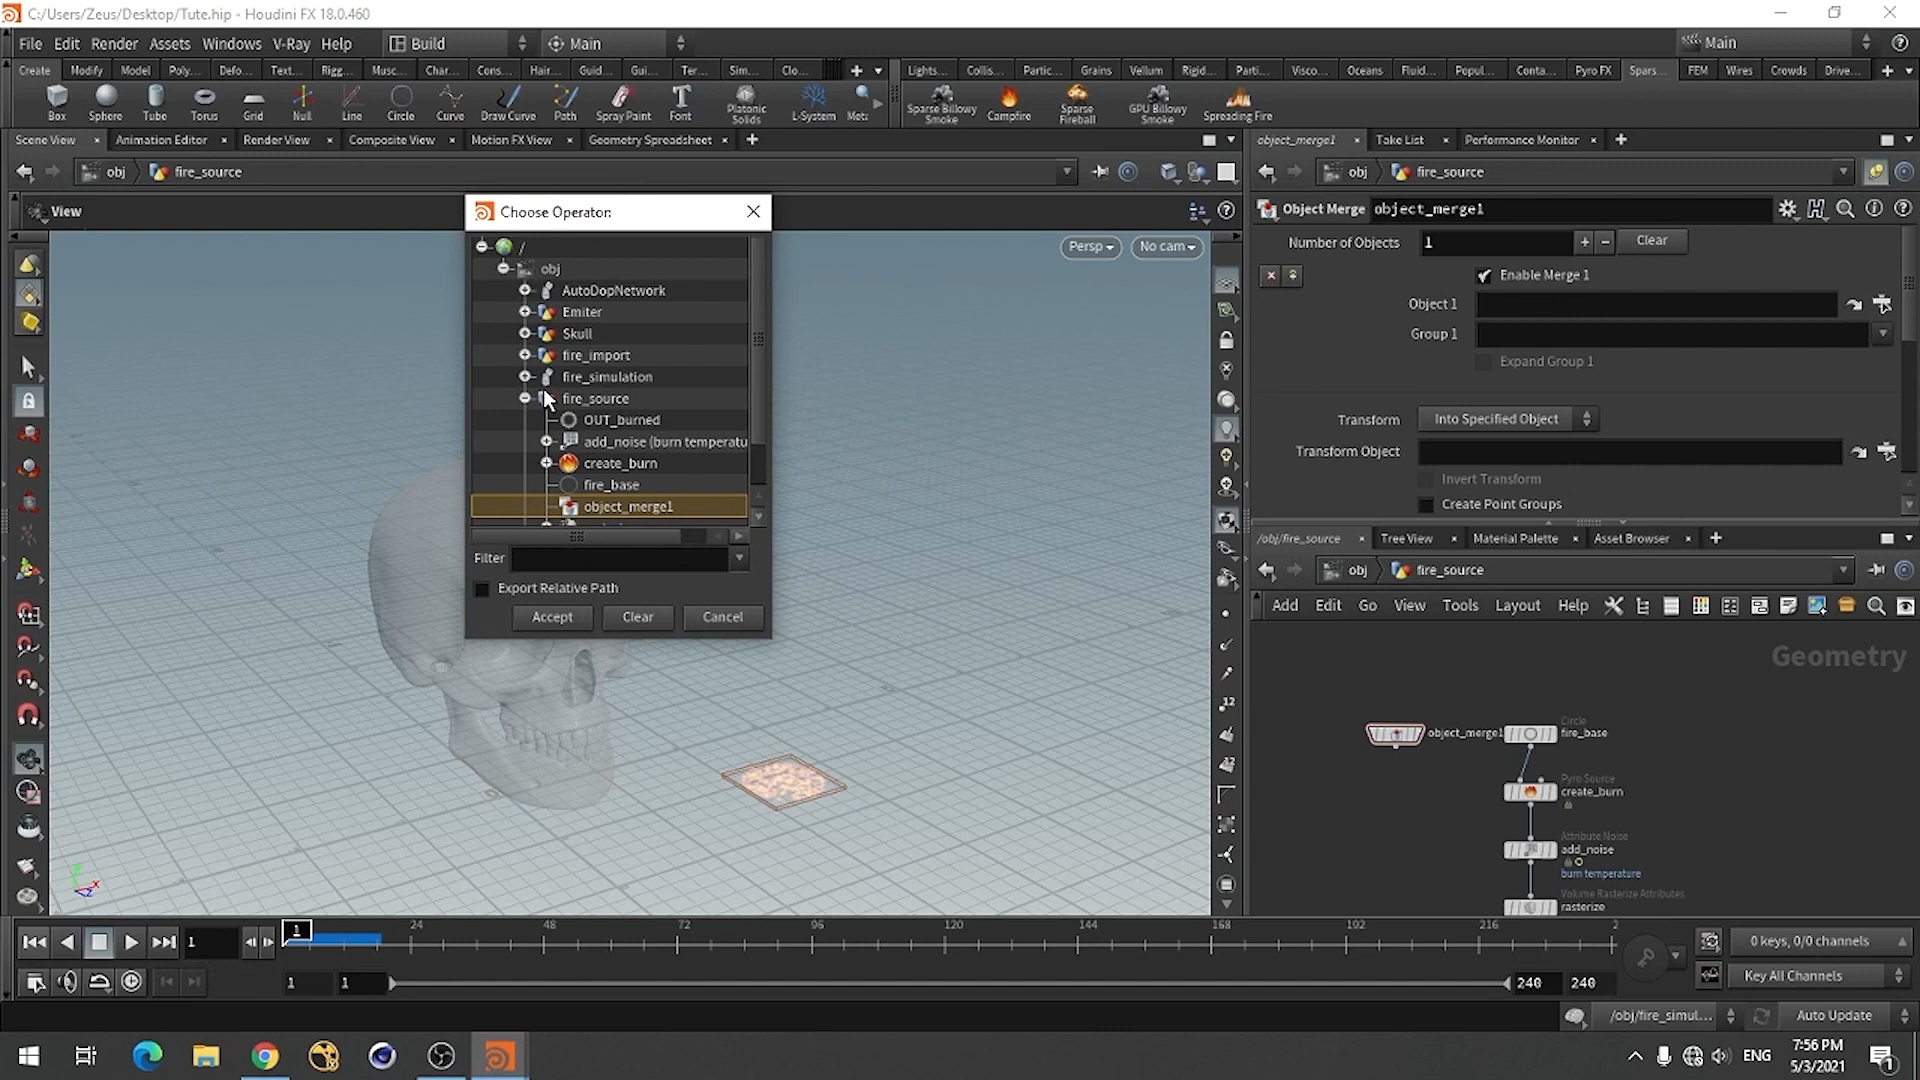 C:/Users/Zeus/Desktop/Tute.hip - Houdini FX 18.0.460
File Edit Render Assets Windows V-Ray Help Build Main Main
Create Modify Model Poly... Defo... Text... Rigg... Musc... Char... Cons... Hair... Guid... Gui... Ter... Sim... Clo... Lights... Collis... Partic... Grains Vellum Rigid... Parti... Visco... Oceans Fluid... Popul... Conta... Pyro FX Spars... FEM Wires Crowds Drive...
Box Sphere Tube Torus Grid Null Line Circle Curve Draw Curve Path Spray Paint Font Platonic Solids L-System Meta Sparse Billowy Smoke Campfire Sparse Fireball GPU Billowy Smoke Spreading Fire
Scene View Animation Editor Render View Composite View Motion FX View Geometry Spreadsheet object_merge1 Take List Performance Monitor
obj fire_source obj fire_source
View
Persp No cam
Choose Operator:
/
obj
AutoDopNetwork
Emiter
Skull
fire_import
fire_simulation
fire_source
OUT_burned
add_noise (burn temperatu
create_burn
fire_base
object_merge1
Filter
Export Relative Path
Accept Clear Cancel
Object Merge object_merge1
Number of Objects 1 Clear
Enable Merge 1
Object 1
Group 1
Expand Group 1
Transform Into Specified Object
Transform Object
Invert Transform
Create Point Groups
/obj/fire_source Tree View Material Palette Asset Browser
obj fire_source
Add Edit Go View Tools Layout Help
Geometry
object_merge1
Circle
fire_base
Pyro Source
create_burn
Attribute Noise
add_noise
burn temperature
Volume Rasterize Attributes
rasterize
1 1 24 48 72 96 120 144 168 192 216 2
0 keys, 0/0 channels
1 1 240 240 Key All Channels
/obj/fire_simul... Auto Update
ENG 7:56 PM
5/3/2021
1